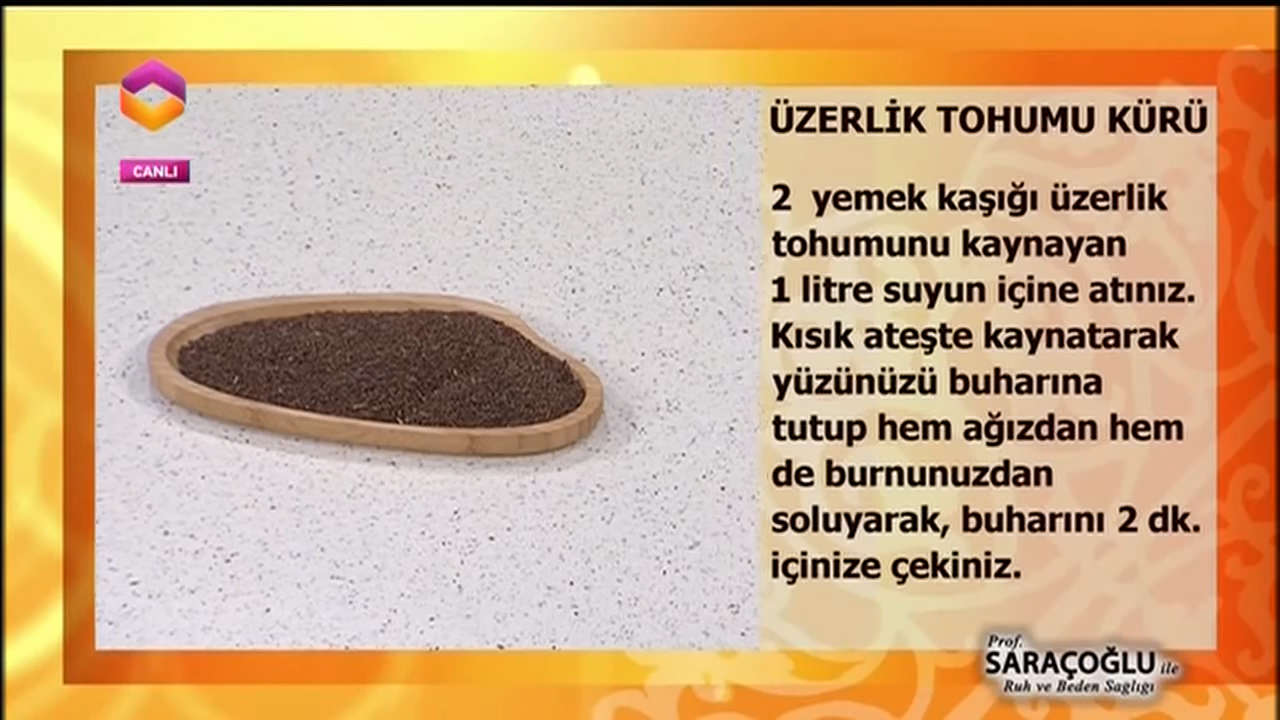 CANLI
ÜZERLİK TOHUMU KÜRÜ
2 yemek kaşığı üzerlik
tohumunu kaynayan
1 litre suyun içine atınız.
Kısık ateşte kaynatarak
yüzünüzü buharına
tutup hem ağızdan hem
de burnunuzdan
soluyarak, buharını 2 dk.
içinize çekiniz.
Prof.
SARAÇOĞLU ile
Ruh ve Beden Sağlığı